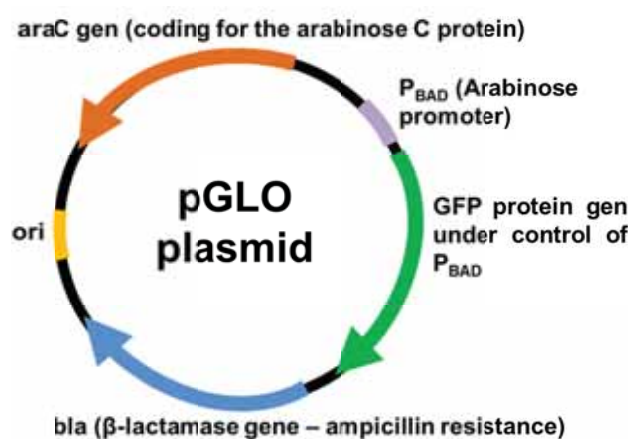 araC gen (coding for the arabinose C protein)
PBAD (Arabinose
promoter)
pGLO
plasmid
ori
GFP protein gen
under control of
PBAD
bla (β-lactamase gene – ampicillin resistance)